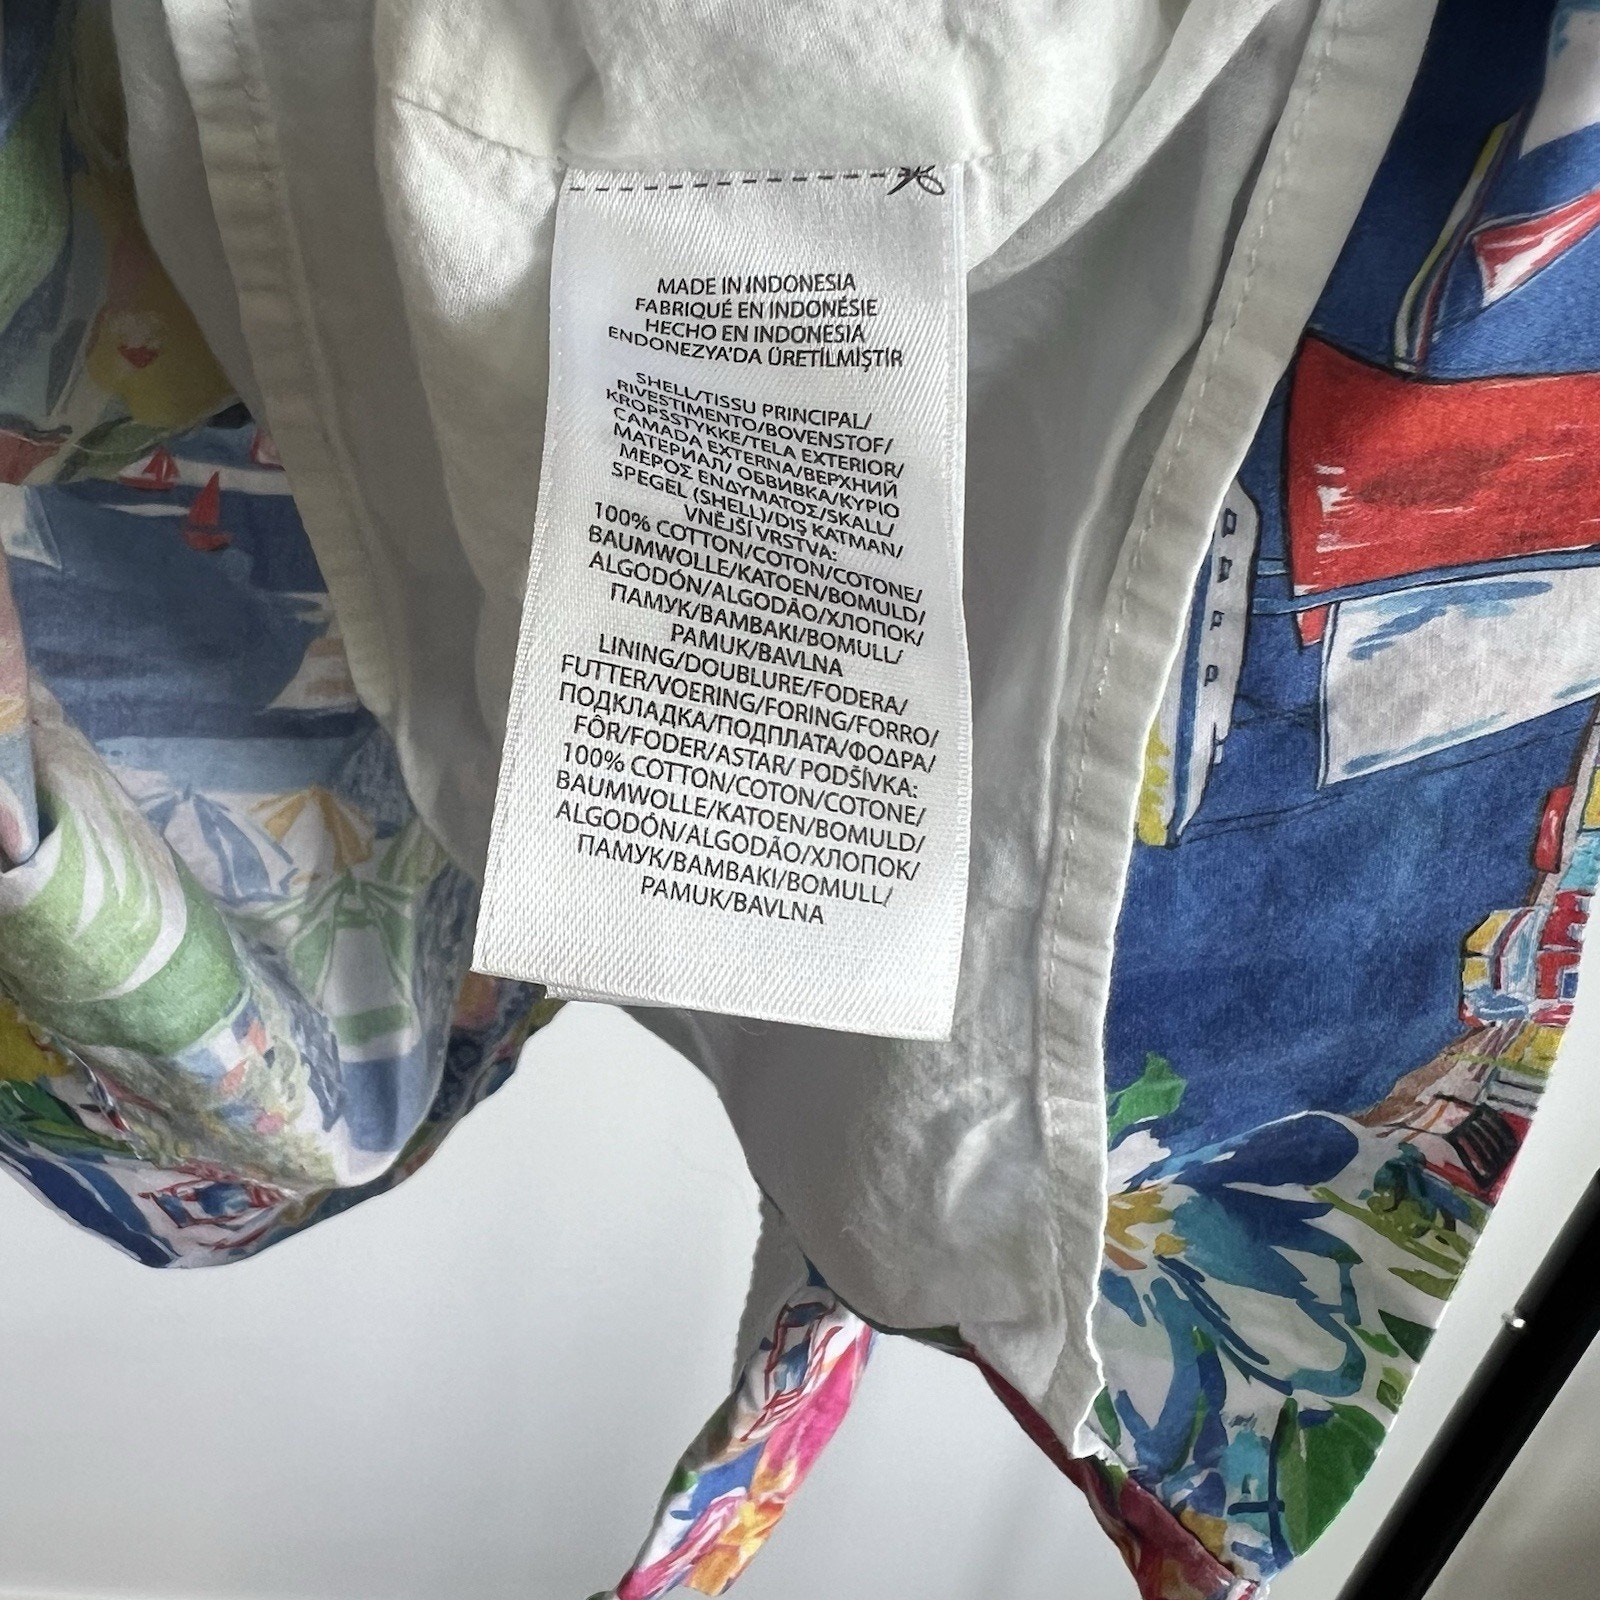 MADE IN INDONESIA
FABRIQUÉ EN INDONÉSIE
HECHO EN INDONESIA
ENDONEZYA'DA ÜRETİLMİŞTİR
SHELL/TISSU PRINCIPAL/
RIVESTIMENTO/BOVENSTOF/
KROPSSTYKKE/TELA EXTERIOR/
CAMADA EXTERNA/ВЕРХНИЙ
МАТЕРИАЛ/ ОБВИВКА/ΚΥΡΙΟ
ΜΕΡΟΣ ΕΝΔΥΜΑΤΟΣ/SKALL/
SPEGEL (SHELL)/DIŞ KATMAN/
VNĚJŠÍ VRSTVA:
100% COTTON/COTON/COTONE/
BAUMWOLLE/KATOEN/BOMULD/
ALGODÓN/ALGODÃO/ХЛОПОК/
ПАМУК/ΒΑΜΒΑΚΙ/BOMULL/
PAMUK/BAVLNA
LINING/DOUBLURE/FODERA/
FUTTER/VOERING/FORING/FORRO/
ПОДКЛАДКА/ПОДПЛАТА/ΦΟΔΡΑ/
FÔR/FODER/ASTAR/ PODŠÍVKA:
100% COTTON/COTON/COTONE/
BAUMWOLLE/KATOEN/BOMULD/
ALGODÓN/ALGODÃO/ХЛОПОК/
ПАМУК/ΒΑΜΒΑΚΙ/BOMULL/
PAMUK/BAVLNA